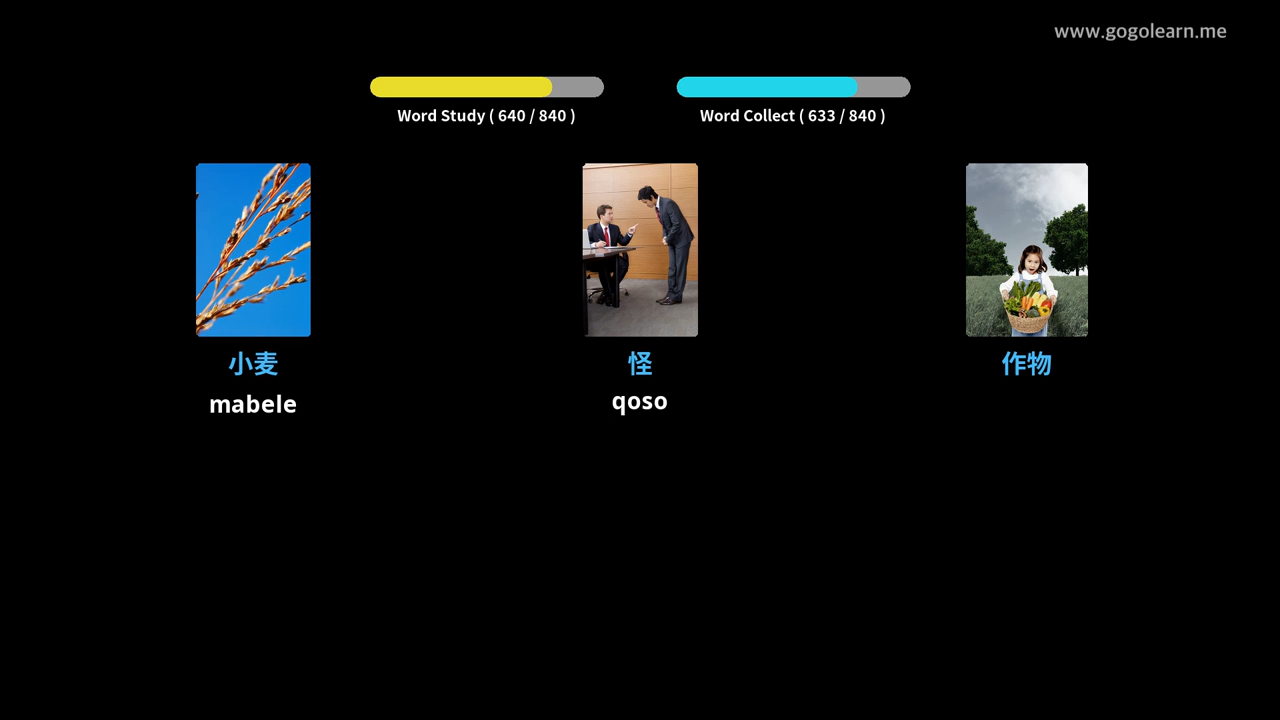 www.gogolearn.me
Word Study ( 640 / 840 )
Word Collect ( 633 / 840 )
小麦
怪
作物
mabele
qoso